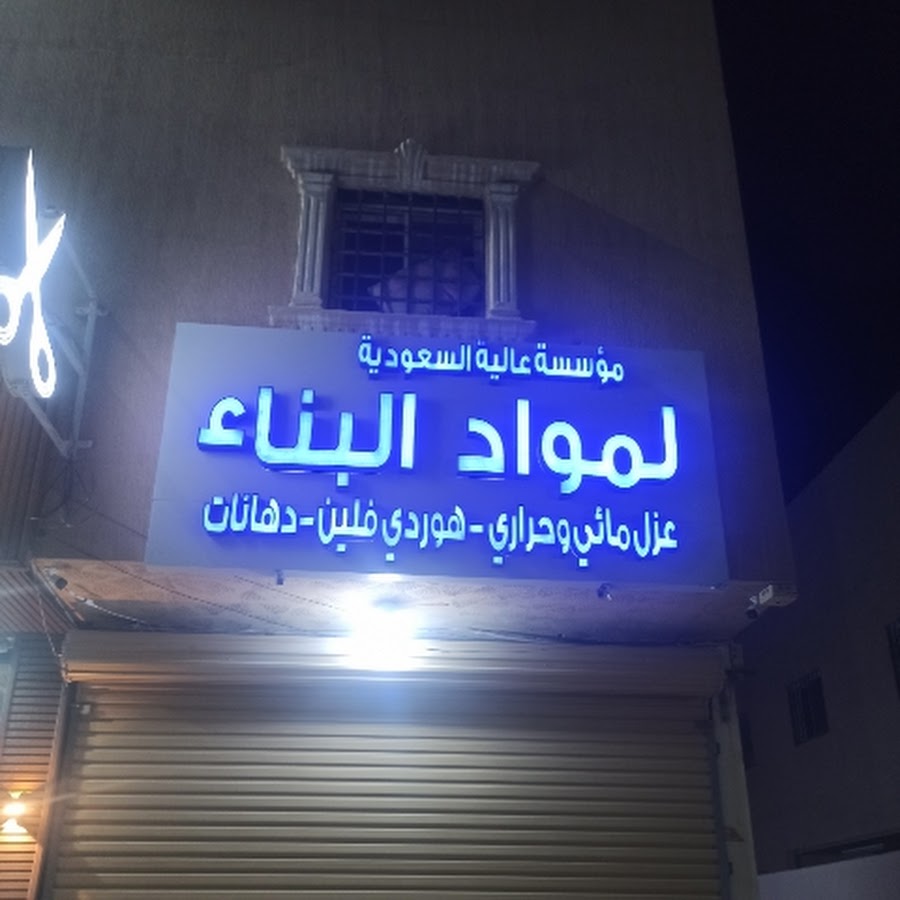 مؤسسة عالية السعودية
لمواد البناء
عزل مائي وحراري - هوردي فلين - دهانات